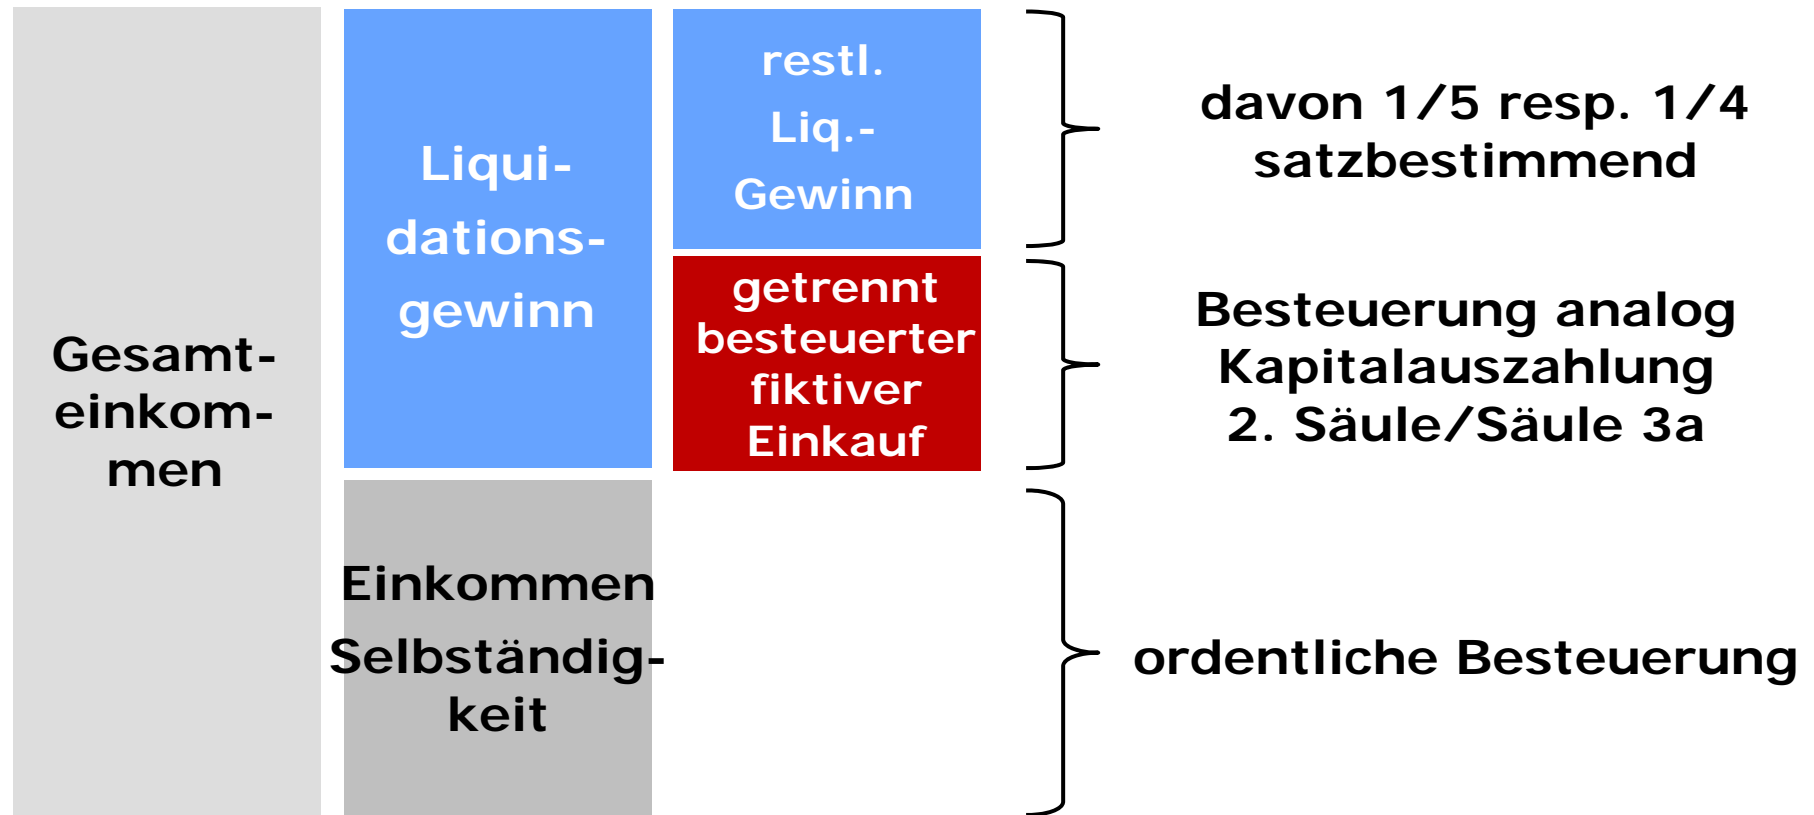 Gesamt-
einkom-
men
Liqui-
dations-
gewinn
Einkommen
Selbständig-
keit
restl.
Liq.-
Gewinn
getrennt
besteuerter
fiktiver
Einkauf
davon 1/5 resp. 1/4
satzbestimmend
Besteuerung analog
Kapitalauszahlung
2. Säule/Säule 3a
ordentliche Besteuerung